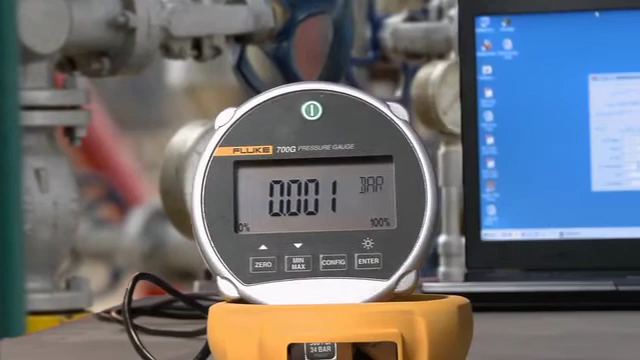 FLUKE 700G PRESSURE GAUGE
0.001 BAR
0% 100%
ZERO MIN MAX CONFIG ENTER
34 BAR